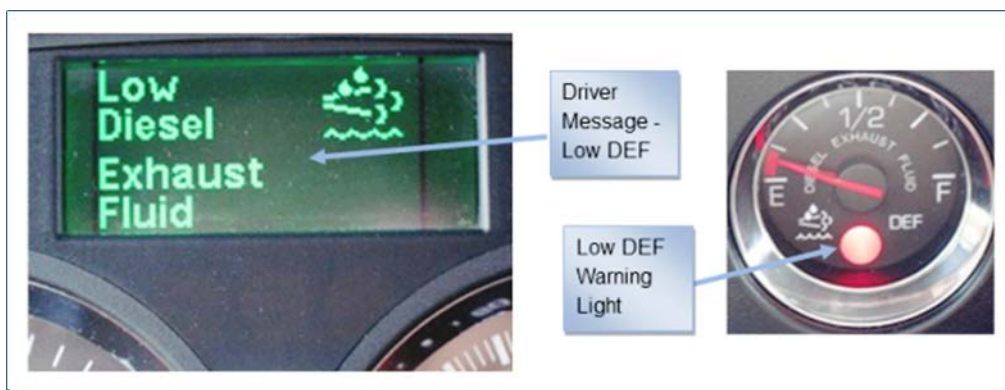 Low
Diesel
Exhaust
Fluid
Driver
Message -
Low DEF
Low DEF
Warning
Light
1/2
DIESEL EXHAUST FLUID
E
F
DEF